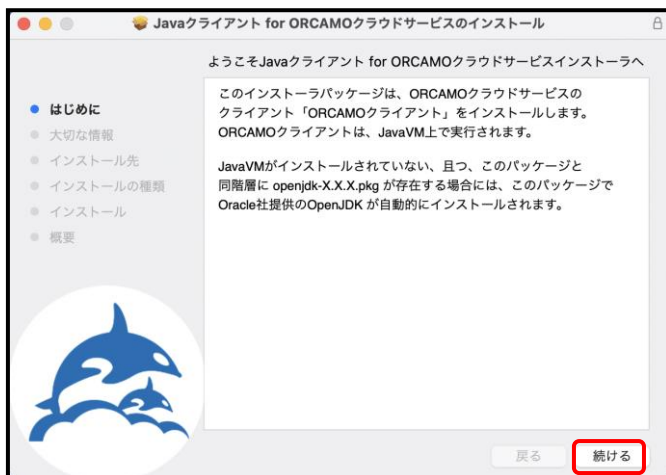 Javaクライアント for ORCAMOクラウドサービスのインストール
ようこそJavaクライアント for ORCAMOクラウドサービスインストーラへ
はじめに
大切な情報
インストール先
インストールの種類
インストール
概要
このインストーラパッケージは、ORCAMOクラウドサービスの
クライアント「ORCAMOクライアント」をインストールします。
ORCAMOクライアントは、JavaVM上で実行されます。
JavaVMがインストールされていない、且つ、このパッケージと
同階層に openjdk-X.X.X.pkg が存在する場合には、このパッケージで
Oracle社提供のOpenJDK が自動的にインストールされます。
戻る
続ける